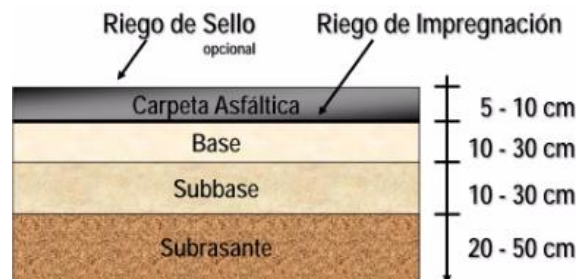 Riego de Sello
opcional
Riego de Impregnación
Carpeta Asfáltica
5 - 10 cm
Base
10 - 30 cm
Subbase
10 - 30 cm
Subrasante
20 - 50 cm